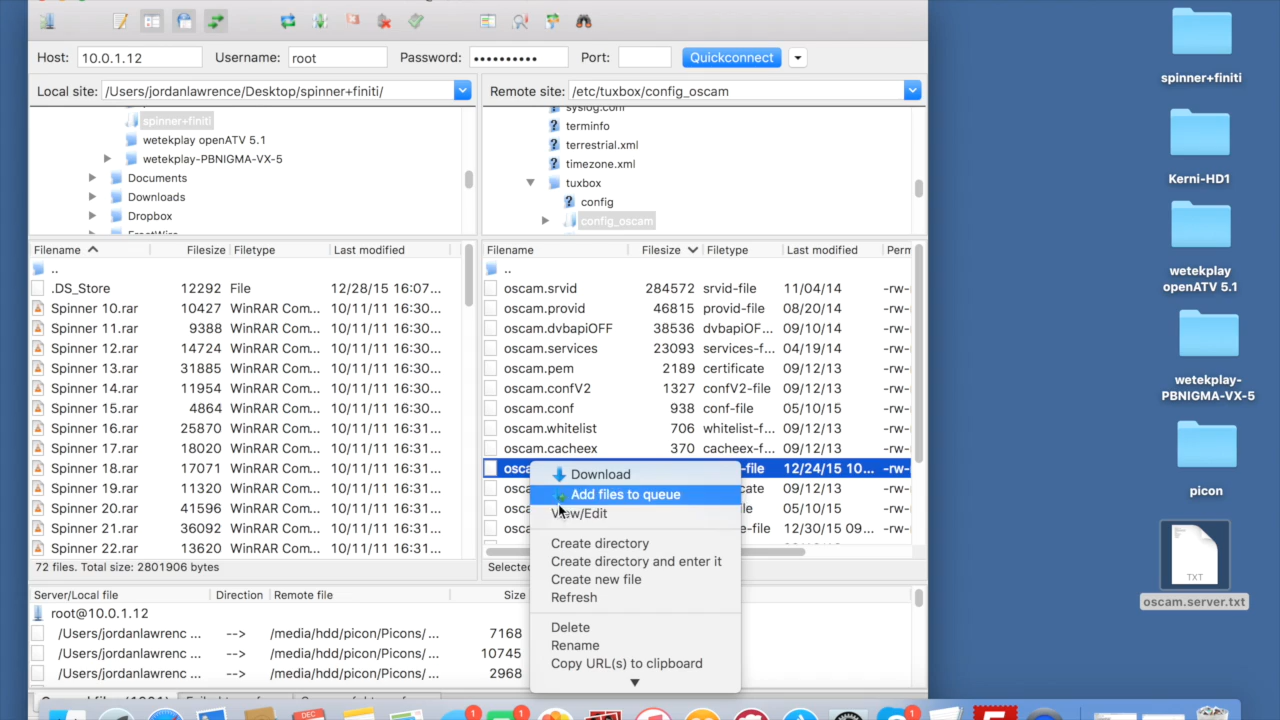 Host: 10.0.1.12 Username: root Password: •••••••••• Port: Quickconnect
Local site: /Users/jordanlawrence/Desktop/spinner+finiti/
spinner+finiti
wetekplay openATV 5.1
wetekplay-PBNIGMA-VX-5
Documents
Downloads
Dropbox
Remote site: /etc/tuxbox/config_oscam
syslog.conf
terminfo
terrestrial.xml
timezone.xml
tuxbox
config
config_oscam
Filename Filesize Filetype Last modified
..
.DS_Store 12292 File 12/28/15 16:07...
Spinner 10.rar 10427 WinRAR Com... 10/11/11 16:30...
Spinner 11.rar 9388 WinRAR Com... 10/11/11 16:30...
Spinner 12.rar 14724 WinRAR Com... 10/11/11 16:30...
Spinner 13.rar 31885 WinRAR Com... 10/11/11 16:30...
Spinner 14.rar 11954 WinRAR Com... 10/11/11 16:30...
Spinner 15.rar 4864 WinRAR Com... 10/11/11 16:30...
Spinner 16.rar 25870 WinRAR Com... 10/11/11 16:31...
Spinner 17.rar 18020 WinRAR Com... 10/11/11 16:31...
Spinner 18.rar 17071 WinRAR Com... 10/11/11 16:31...
Spinner 19.rar 11320 WinRAR Com... 10/11/11 16:31...
Spinner 20.rar 41596 WinRAR Com... 10/11/11 16:31...
Spinner 21.rar 36092 WinRAR Com... 10/11/11 16:31...
Spinner 22.rar 13620 WinRAR Com... 10/11/11 16:31...
72 files. Total size: 2801906 bytes
Filename Filesize Filetype Last modified Perm
..
oscam.srvid 284572 srvid-file 11/04/14 -rw-
oscam.provid 46815 provid-file 08/20/14 -rw-
oscam.dvbapiOFF 38536 dvbapiOF... 09/10/14 -rw-
oscam.services 23093 services-f... 04/19/14 -rw-
oscam.pem 2189 certificate 09/12/13 -rw-
oscam.confV2 1327 confV2-file 09/12/13 -rw-
oscam.conf 938 conf-file 05/10/15 -rw-
oscam.whitelist 706 whitelist-f... 09/12/13 -rw-
oscam.cacheex 370 cacheex-f... 09/12/13 -rw-
-file 12/24/15 10... -rw-
09/12/13 -rw-
05/10/15 -rw-
e-file 12/30/15 09... -rw-
Selected
Download
Add files to queue
View/Edit
Create directory
Create directory and enter it
Create new file
Refresh
Delete
Rename
Copy URL(s) to clipboard
Server/Local file Direction Remote file Size
root@10.0.1.12
/Users/jordanlawrenc ... --> /media/hdd/picon/Picons/ ... 7168
/Users/jordanlawrenc ... --> /media/hdd/picon/Picons/ ... 10745
/Users/jordanlawrenc ... --> /media/hdd/picon/Picons/ ... 2968
spinner+finiti
Kerni-HD1
wetekplay
openATV 5.1
wetekplay-
PBNIGMA-VX-5
picon
TXT
oscam.server.txt
DEC
1
1
1